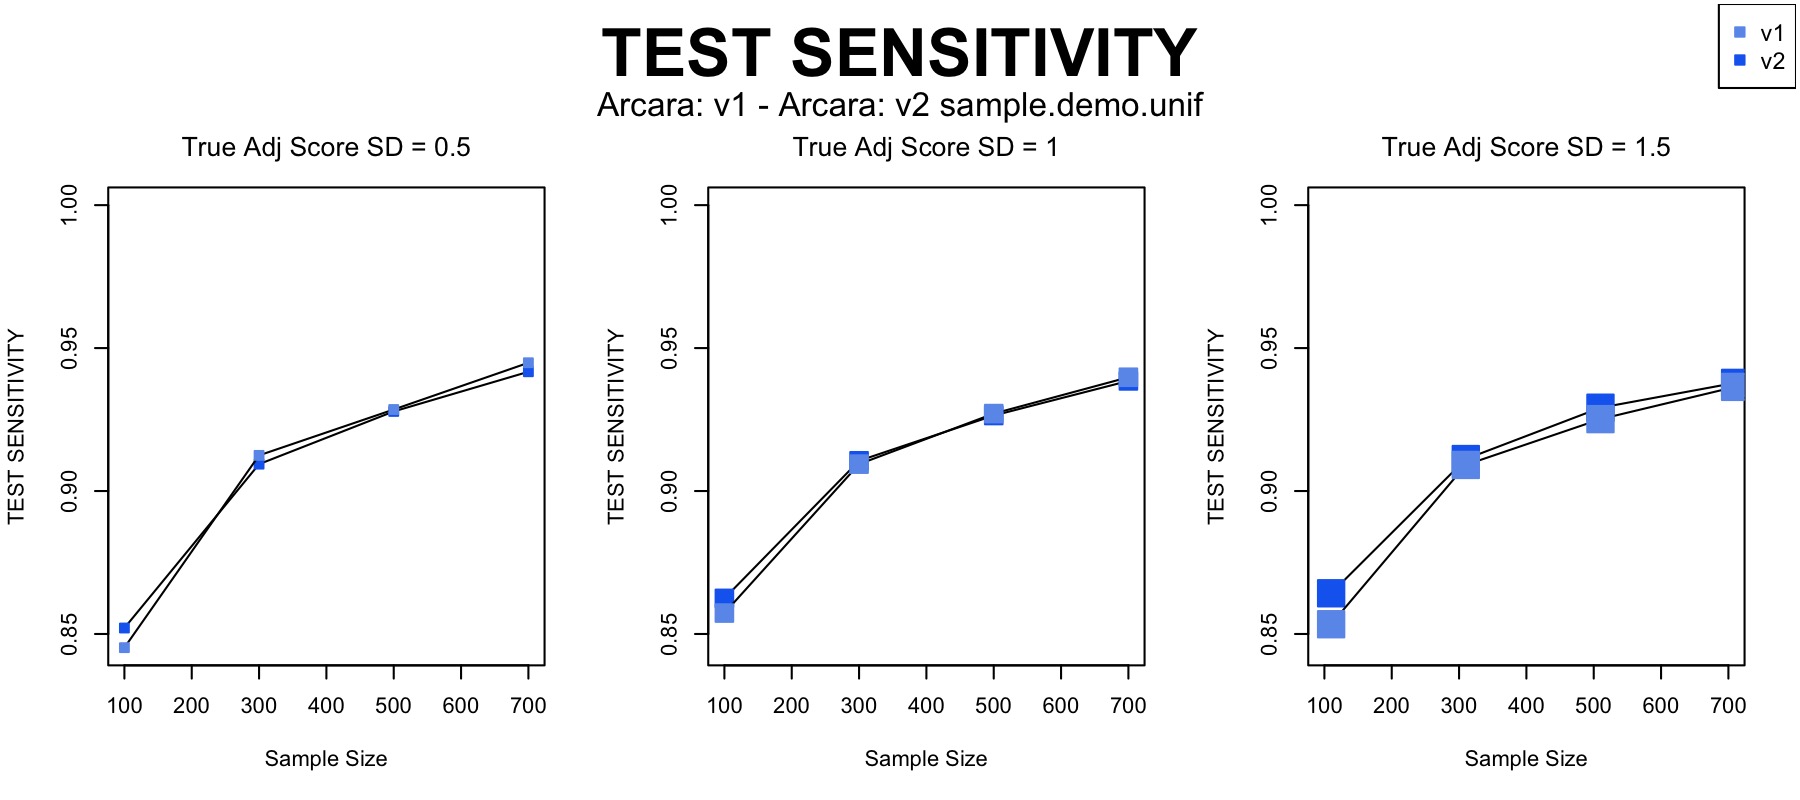 TEST SENSITIVITY
Arcara: v1 - Arcara: v2 sample.demo.unif
v1
v2
True Adj Score SD = 0.5
TEST SENSITIVITY
1.00
0.95
0.90
0.85
100 200 300 400 500 600 700
Sample Size
True Adj Score SD = 1
TEST SENSITIVITY
1.00
0.95
0.90
0.85
100 200 300 400 500 600 700
Sample Size
True Adj Score SD = 1.5
TEST SENSITIVITY
1.00
0.95
0.90
0.85
100 200 300 400 500 600 700
Sample Size